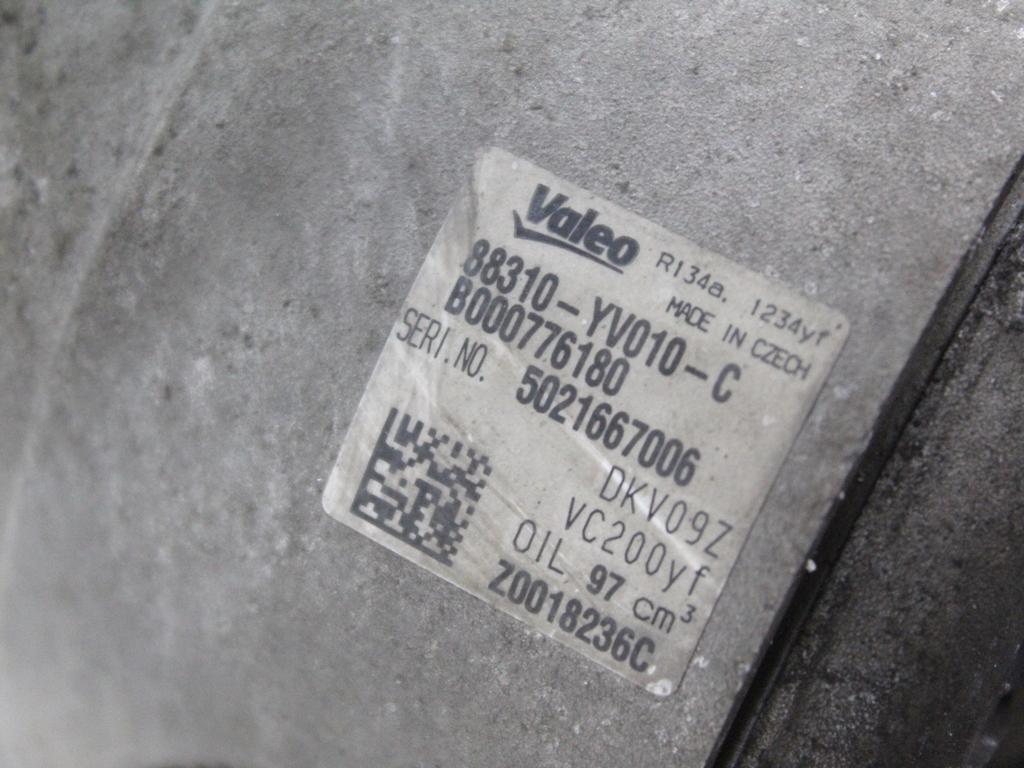 Valeo R134a, 1234yf
MADE IN CZECH
88310-YV010-C
B000776180
SERI.NO. 5021667006
DKV09Z
VC200yf
OIL 97 cm³
Z0018236C